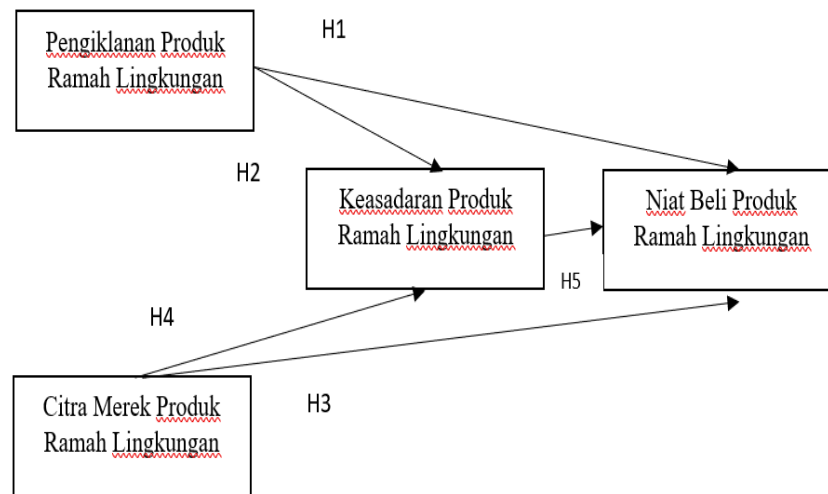 Pengiklanan Produk
Ramah Lingkungan
H1
H2
Keasadaran Produk
Ramah Lingkungan
Niat Beli Produk
Ramah Lingkungan
H5
H4
Citra Merek Produk
Ramah Lingkungan
H3